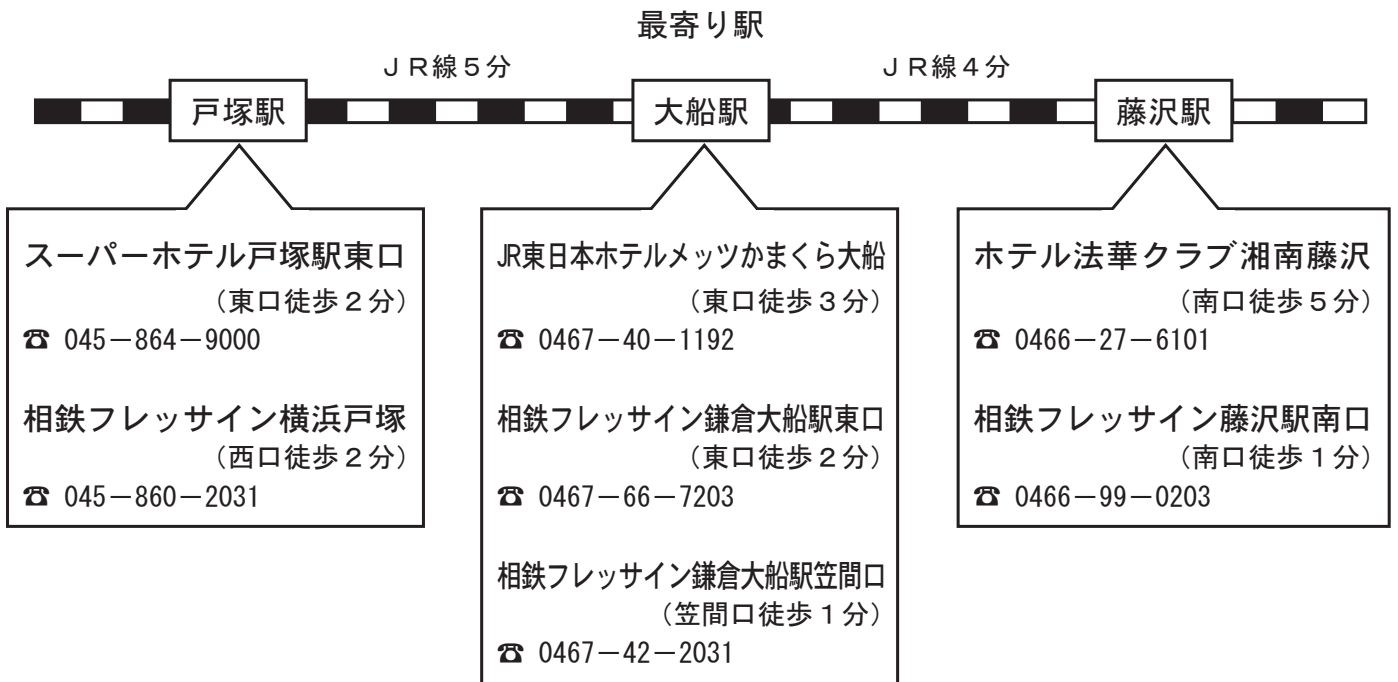 最寄り駅
ＪＲ線５分
ＪＲ線４分
戸塚駅
大船駅
藤沢駅
スーパーホテル戸塚駅東口
（東口徒歩２分）
☎ 045－864－9000
相鉄フレッサイン横浜戸塚
（西口徒歩２分）
☎ 045－860－2031
JR東日本ホテルメッツかまくら大船
（東口徒歩３分）
☎ 0467－40－1192
相鉄フレッサイン鎌倉大船駅東口
（東口徒歩２分）
☎ 0467－66－7203
相鉄フレッサイン鎌倉大船駅笠間口
（笠間口徒歩１分）
☎ 0467－42－2031
ホテル法華クラブ湘南藤沢
（南口徒歩５分）
☎ 0466－27－6101
相鉄フレッサイン藤沢駅南口
（南口徒歩１分）
☎ 0466－99－0203